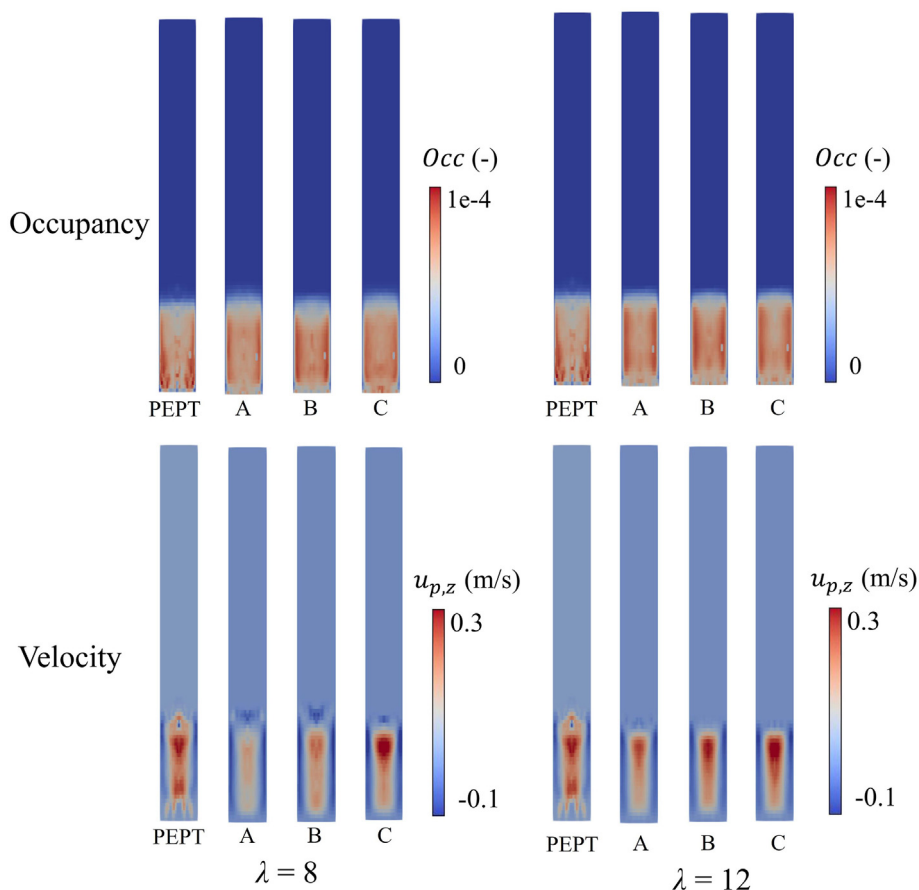 Occ (-)
1e-4
0
Occ (-)
1e-4
0
Occupancy
PEPT A B C
PEPT A B C
u_{p,z} (m/s)
0.3
-0.1
u_{p,z} (m/s)
0.3
-0.1
Velocity
PEPT A B C
PEPT A B C
λ = 8
λ = 12